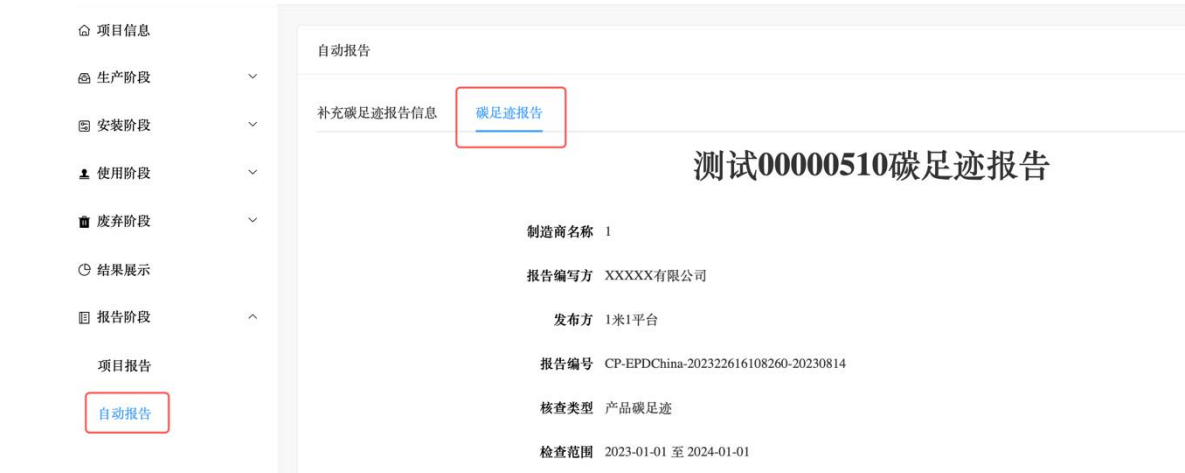 项目信息
生产阶段
安装阶段
使用阶段
废弃阶段
结果展示
报告阶段
项目报告
自动报告
自动报告
补充碳足迹报告信息 碳足迹报告
测试00000510碳足迹报告
制造商名称 1
报告编写方 XXXXX有限公司
发布方 1米1平台
报告编号 CP-EPDChina-202322616108260-20230814
核查类型 产品碳足迹
检查范围 2023-01-01 至 2024-01-01